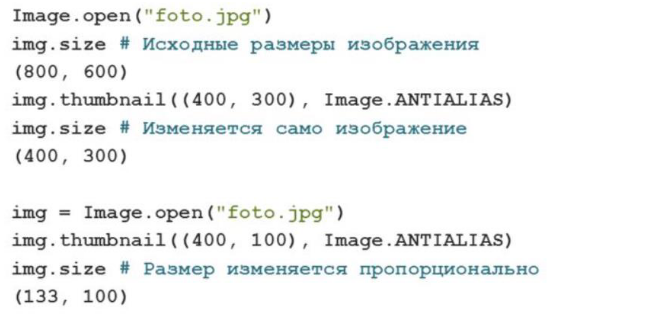 Image.open("foto.jpg")
img.size # Исходные размеры изображения
(800, 600)
img.thumbnail((400, 300), Image.ANTIALIAS)
img.size # Изменяется само изображение
(400, 300)
img = Image.open("foto.jpg")
img.thumbnail((400, 100), Image.ANTIALIAS)
img.size # Размер изменяется пропорционально
(133, 100)